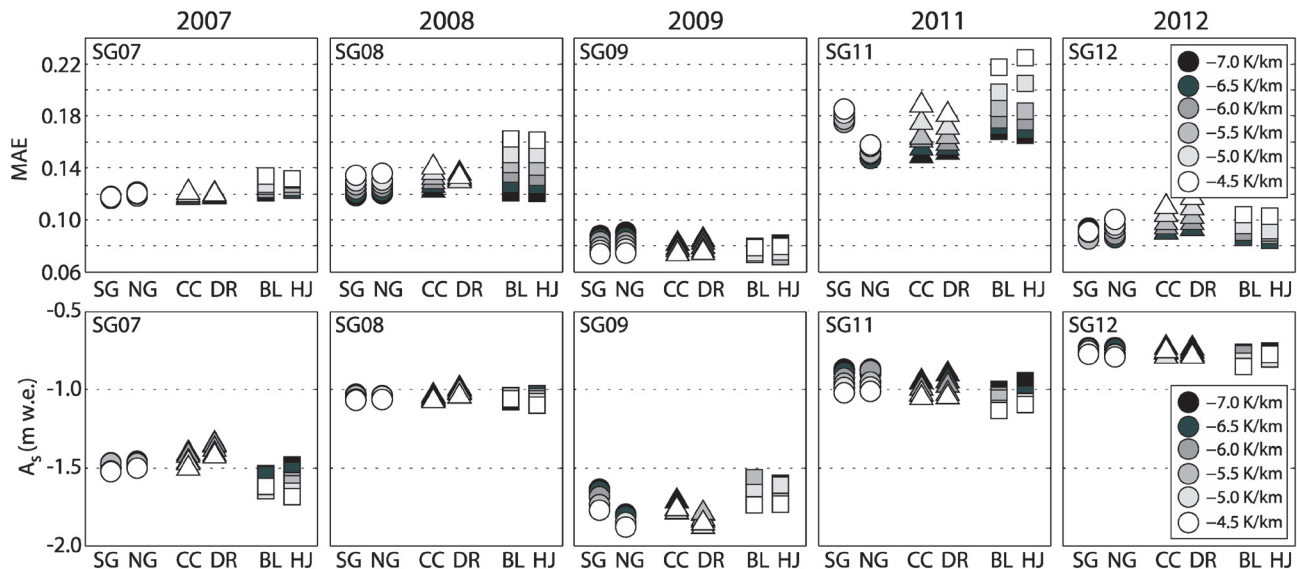 2007 2008 2009 2011 2012
SG07 SG08 SG09 SG11 SG12
MAE
0.22
0.18
0.14
0.10
0.06
−7.0 K/km
−6.5 K/km
−6.0 K/km
−5.5 K/km
−5.0 K/km
−4.5 K/km
SG NG CC DR BL HJ SG NG CC DR BL HJ SG NG CC DR BL HJ SG NG CC DR BL HJ SG NG CC DR BL HJ
SG07 SG08 SG09 SG11 SG12
As (m w.e.)
-0.5
-1.0
-1.5
-2.0
−7.0 K/km
−6.5 K/km
−6.0 K/km
−5.5 K/km
−5.0 K/km
−4.5 K/km
SG NG CC DR BL HJ SG NG CC DR BL HJ SG NG CC DR BL HJ SG NG CC DR BL HJ SG NG CC DR BL HJ